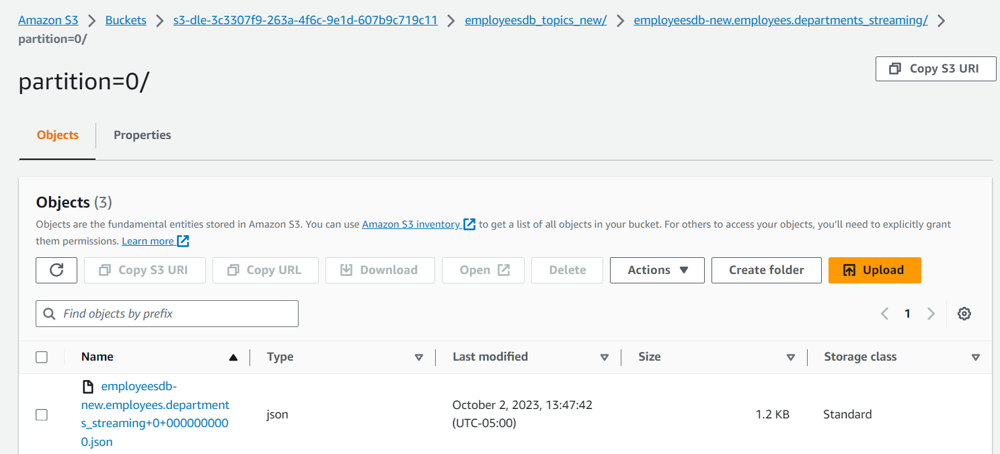 Amazon S3 > Buckets > s3-dle-3c3307f9-263a-4f6c-9e1d-607b9c719c11 > employeesdb_topics_new/ > employeesdb-new.employees.departments_streaming/ >
partition=0/
partition=0/
Copy S3 URI
Objects Properties
Objects (3)
Objects are the fundamental entities stored in Amazon S3. You can use Amazon S3 inventory to get a list of all objects in your bucket. For others to access your objects, you'll need to explicitly grant
them permissions. Learn more
Copy S3 URI Copy URL Download Open Delete Actions Create folder Upload
Find objects by prefix
1
Name Type Last modified Size Storage class
employeesdb-
new.employees.department
s_streaming+0+000000000
0.json
json
October 2, 2023, 13:47:42
(UTC-05:00)
1.2 KB
Standard